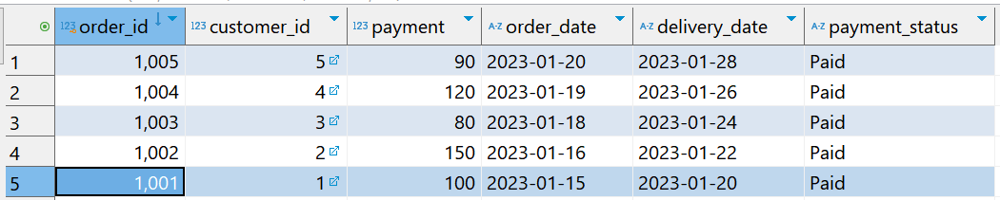 123 order_id 123 customer_id 123 payment A-Z order_date A-Z delivery_date A-Z payment_status
1 1,005 5 90 2023-01-20 2023-01-28 Paid
2 1,004 4 120 2023-01-19 2023-01-26 Paid
3 1,003 3 80 2023-01-18 2023-01-24 Paid
4 1,002 2 150 2023-01-16 2023-01-22 Paid
5 1,001 1 100 2023-01-15 2023-01-20 Paid